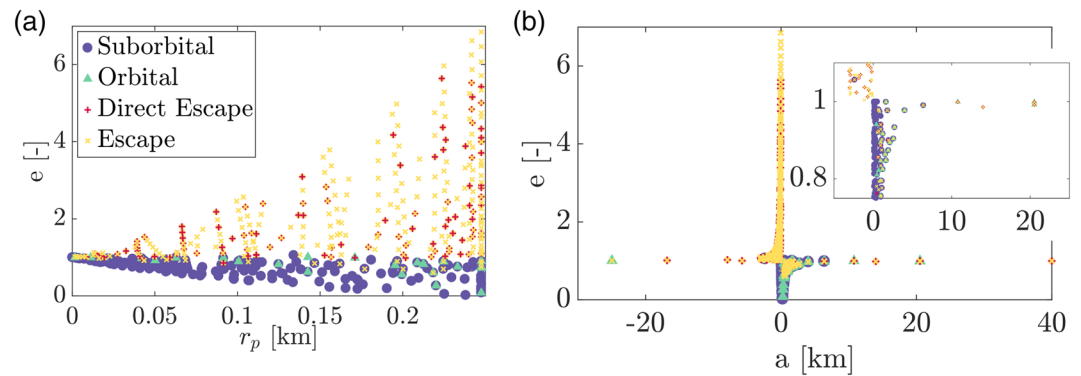 (a)
6
4
2
0
e [-]
Suborbital
Orbital
Direct Escape
Escape
0
0.05
0.1
0.15
0.2
r_p [km]
(b)
6
4
2
0
e [-]
1
0.8
0
10
20
-20
0
20
40
a [km]